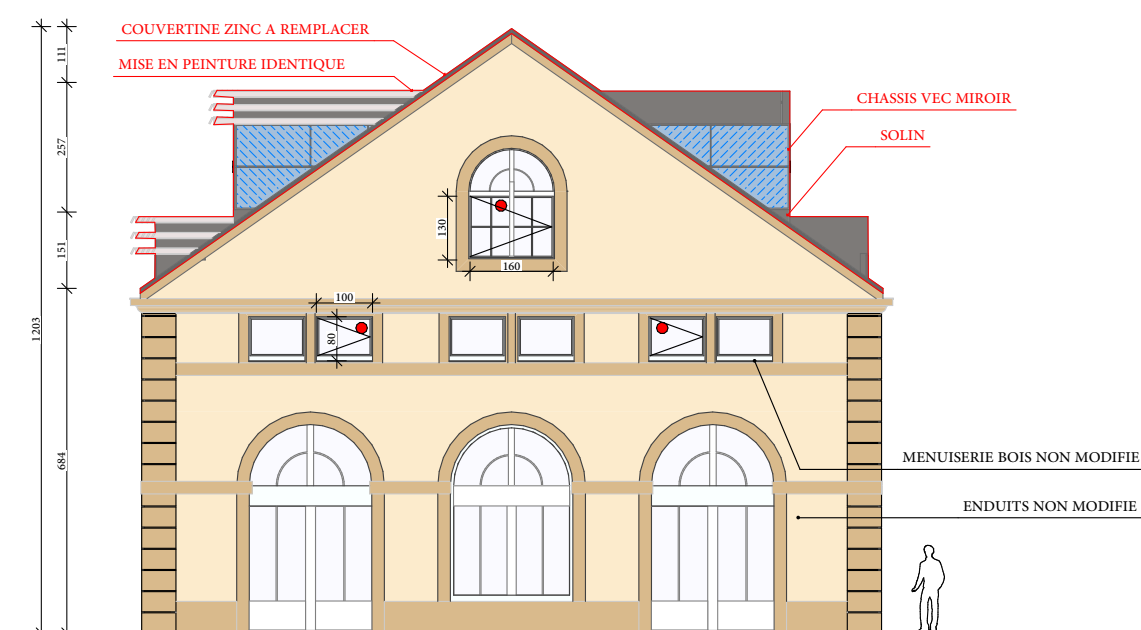 COUVERTINE ZINC A REMPLACER
MISE EN PEINTURE IDENTIQUE
CHASSIS VEC MIROIR
SOLIN
111
257
151
1203
684
130
160
100
80
MENUISERIE BOIS NON MODIFIE
ENDUITS NON MODIFIE